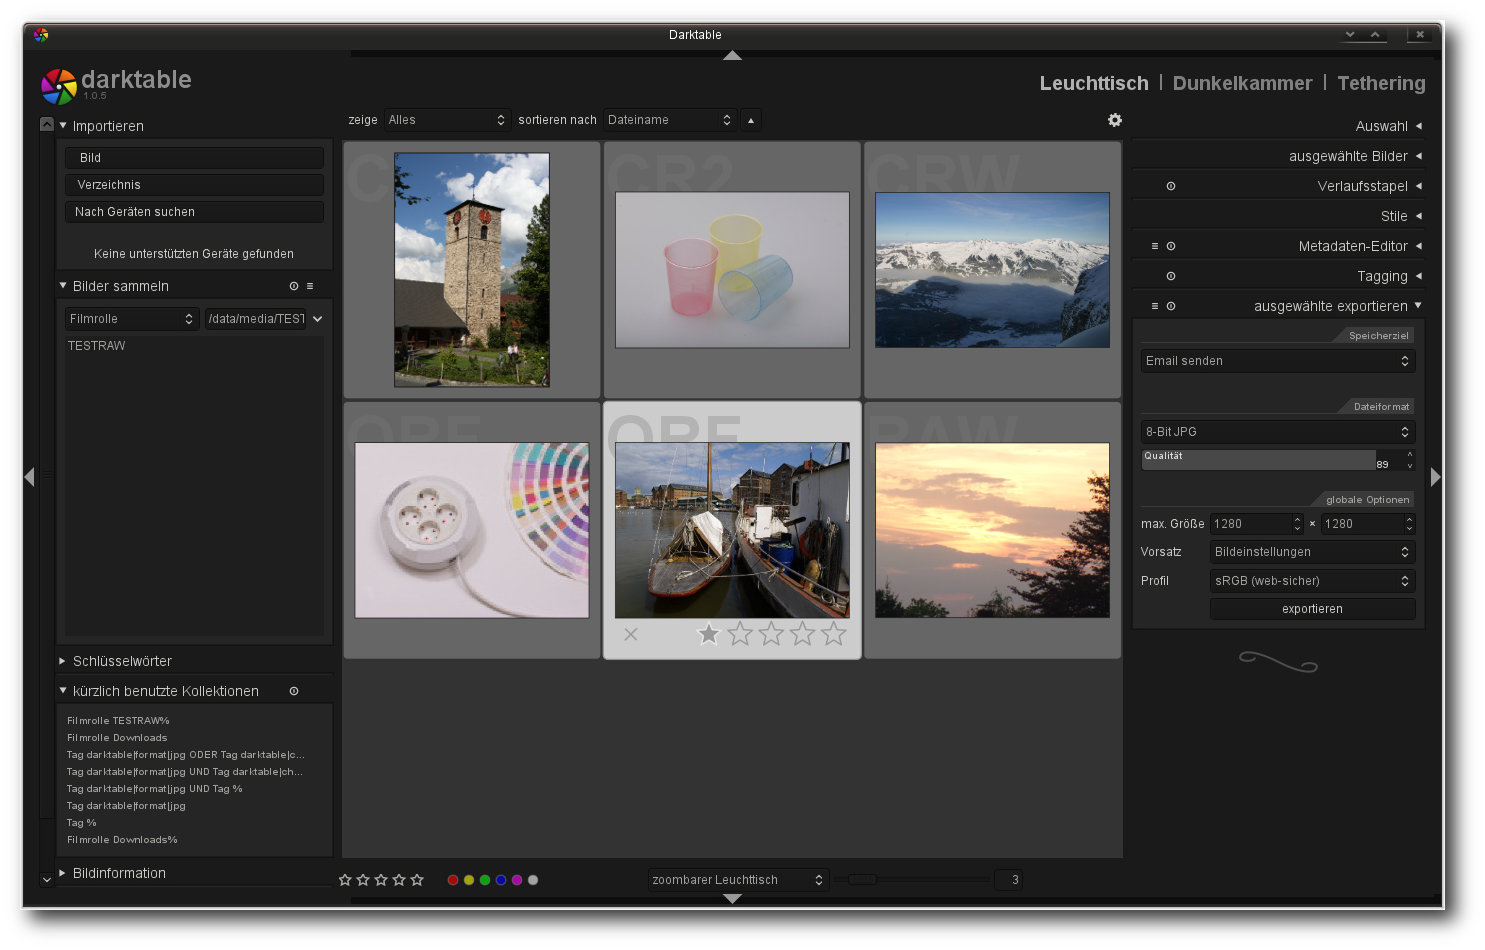 Darktable
darktable
1.0.5
Leuchttisch | Dunkelkammer | Tethering
zeige Alles sortieren nach Dateiname
Importieren
Bild
Verzeichnis
Nach Geräten suchen
Keine unterstützten Geräte gefunden
Bilder sammeln
Filmrolle /data/media/TEST
TESTRAW
Schlüsselwörter
kürzlich benutzte Kollektionen
Filmrolle TESTRAW%
Filmrolle Downloads
Tag darktable|format|jpg ODER Tag darktable|c...
Tag darktable|format|jpg UND Tag darktable|ch...
Tag darktable|format|jpg UND Tag %
Tag darktable|format|jpg
Tag %
Filmrolle Downloads%
Bildinformation
CR2
CRW
ORF
ORF
RAW
zoombarer Leuchttisch 3
Auswahl
ausgewählte Bilder
Verlaufsstapel
Stile
Metadaten-Editor
Tagging
ausgewählte exportieren
Speicherziel
Email senden
Dateiformat
8-Bit JPG
Qualität
89
globale Optionen
max. Größe 1280 × 1280
Vorsatz Bildeinstellungen
Profil sRGB (web-sicher)
exportieren